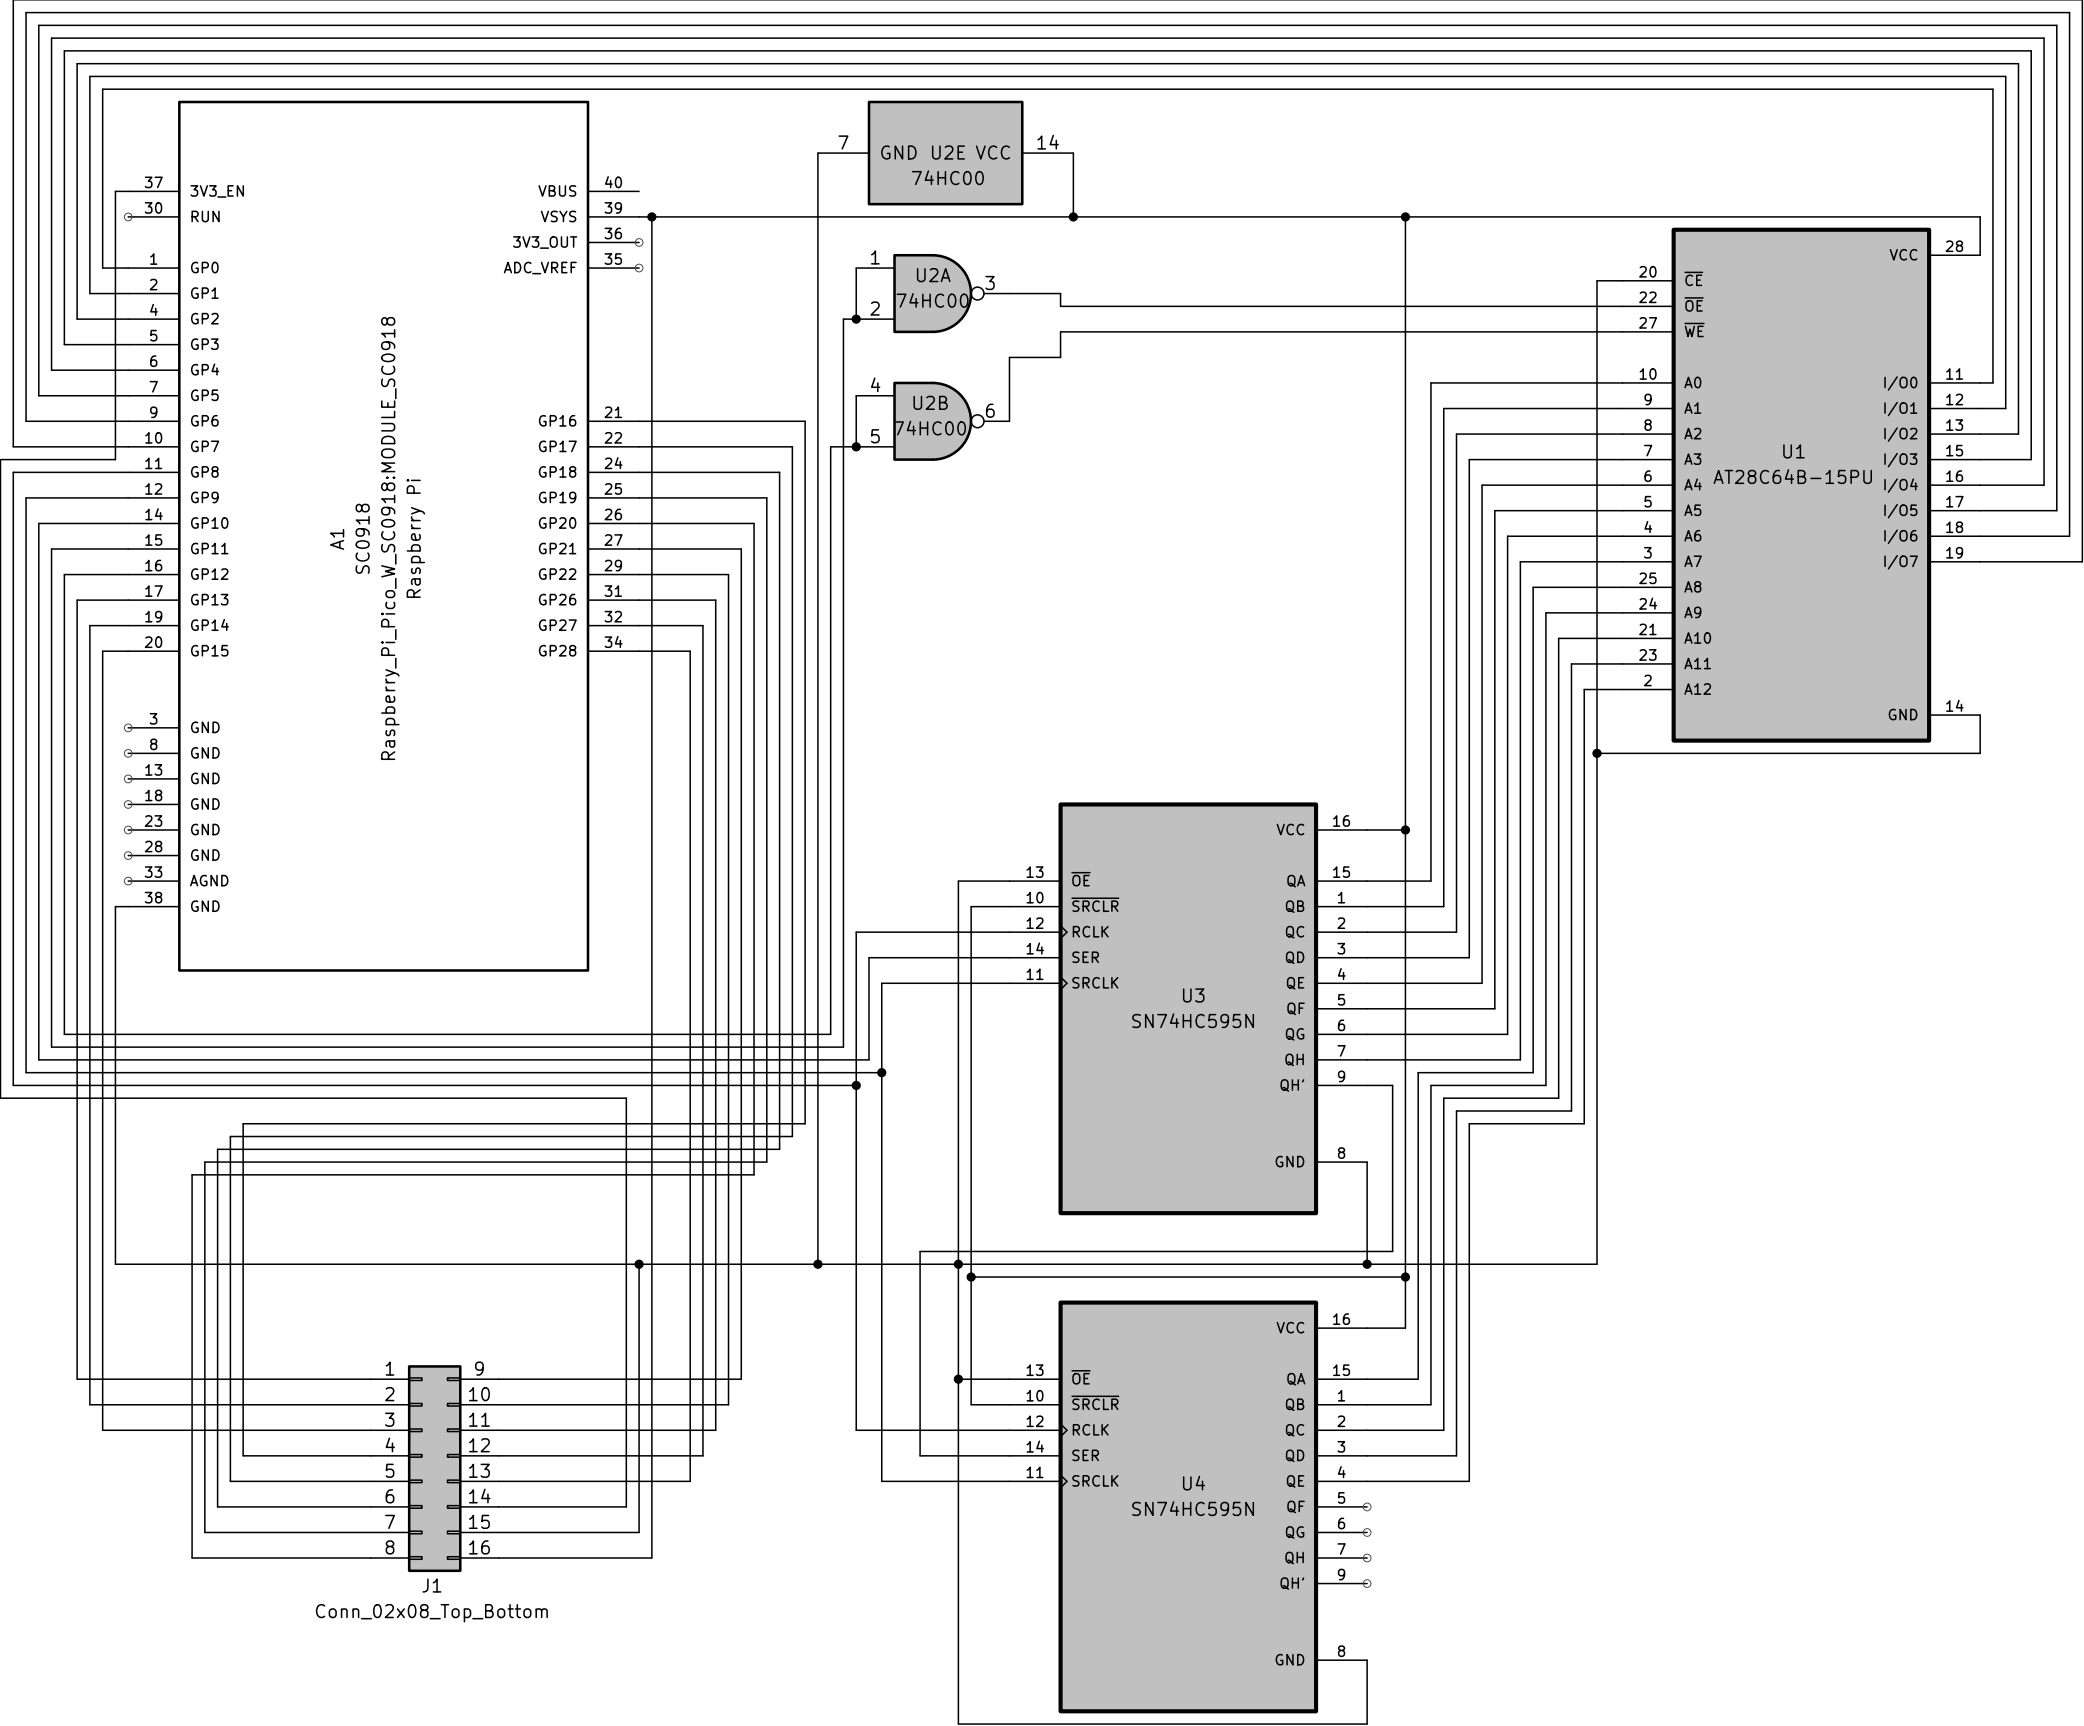 37 3V3_EN
30 RUN
1 GP0
2 GP1
4 GP2
5 GP3
6 GP4
7 GP5
9 GP6
10 GP7
11 GP8
12 GP9
14 GP10
15 GP11
16 GP12
17 GP13
19 GP14
20 GP15
3 GND
8 GND
13 GND
18 GND
23 GND
28 GND
33 AGND
38 GND
A1
SC0918
Raspberry_Pi_Pico_W_SC0918:MODULE_SC0918
Raspberry Pi
VBUS 40
VSYS 39
3V3_OUT 36
ADC_VREF 35
GP16 21
GP17 22
GP18 24
GP19 25
GP20 26
GP21 27
GP22 29
GP26 31
GP27 32
GP28 34
7 GND U2E VCC 14
74HC00
1
U2A 3
74HC00
2
4
U2B 6
74HC00
5
VCC 28
20 CE
22 OE
27 WE
10 A0 I/O0 11
9 A1 I/O1 12
8 A2 I/O2 13
7 A3 I/O3 15
6 A4 I/O4 16
5 A5 I/O5 17
4 A6 I/O6 18
3 A7 I/O7 19
25 A8
24 A9
21 A10
23 A11
2 A12
U1
AT28C64B-15PU
GND 14
VCC 16
13 OE QA 15
10 SRCLR QB 1
12 RCLK QC 2
14 SER QD 3
11 SRCLK QE 4
U3
SN74HC595N
QF 5
QG 6
QH 7
QH' 9
GND 8
VCC 16
13 OE QA 15
10 SRCLR QB 1
12 RCLK QC 2
14 SER QD 3
11 SRCLK QE 4
U4
SN74HC595N
QF 5
QG 6
QH 7
QH' 9
GND 8
1 9
2 10
3 11
4 12
5 13
6 14
7 15
8 16
J1
Conn_02x08_Top_Bottom